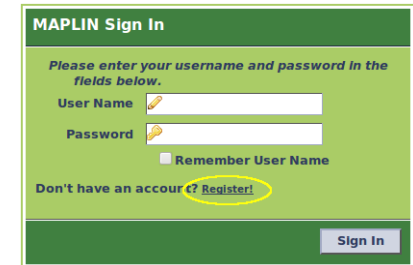 MAPLIN Sign In
Please enter your username and password in the
fields below.
User Name
Password
Remember User Name
Don't have an account? Register!
Sign In